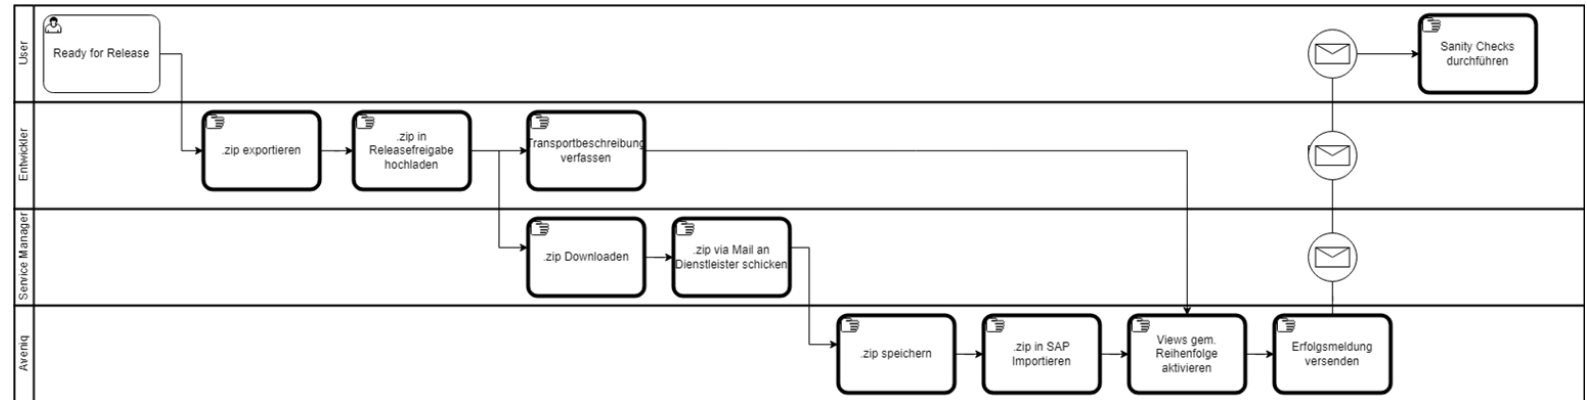 User
Ready for Release
Sanity Checks
durchführen
Entwickler
.zip exportieren
.zip in
Releasefreigabe
hochladen
Transportbeschreibung
verfassen
Service Manager
.zip Downloaden
.zip via Mail an
Dienstleister schicken
Aveniq
.zip speichern
.zip in SAP
Importieren
Views gem.
Reihenfolge
aktivieren
Erfolgsmeldung
versenden